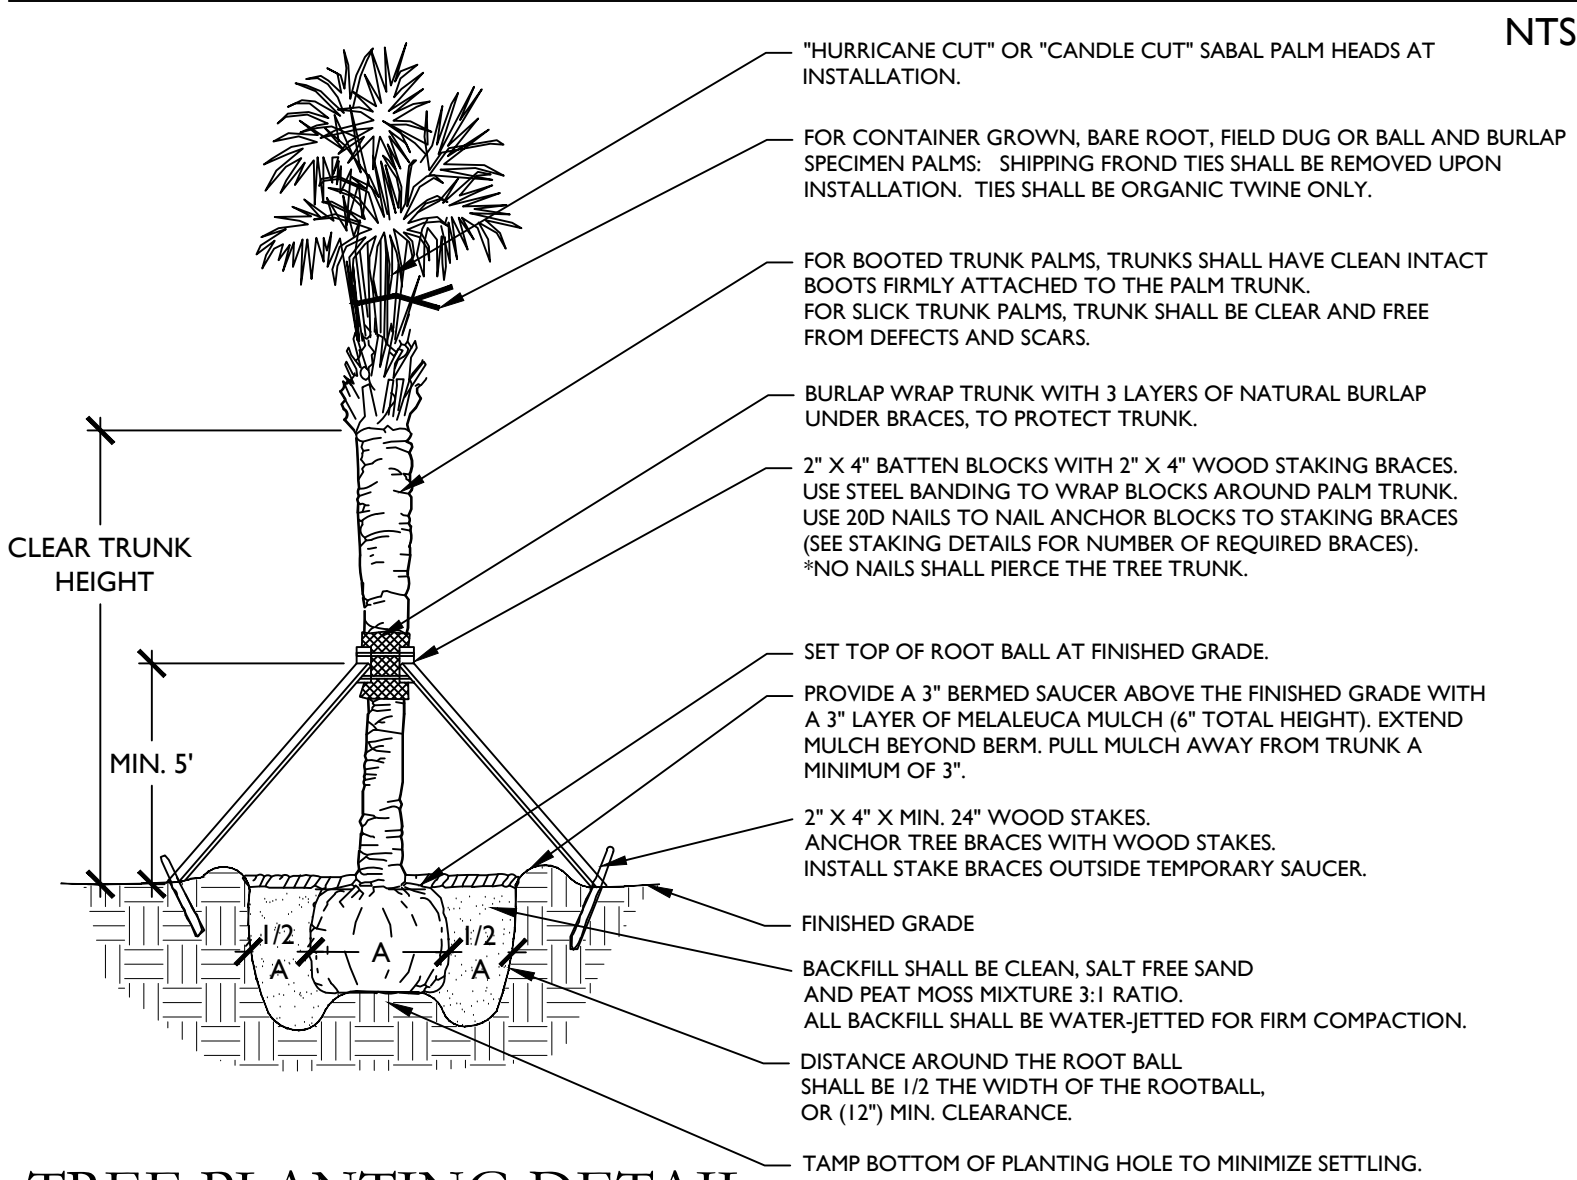 NTS
"HURRICANE CUT" OR "CANDLE CUT" SABAL PALM HEADS AT
INSTALLATION.
FOR CONTAINER GROWN, BARE ROOT, FIELD DUG OR BALL AND BURLAP
SPECIMEN PALMS: SHIPPING FROND TIES SHALL BE REMOVED UPON
INSTALLATION. TIES SHALL BE ORGANIC TWINE ONLY.
FOR BOOTED TRUNK PALMS, TRUNKS SHALL HAVE CLEAN INTACT
BOOTS FIRMLY ATTACHED TO THE PALM TRUNK.
FOR SLICK TRUNK PALMS, TRUNK SHALL BE CLEAR AND FREE
FROM DEFECTS AND SCARS.
BURLAP WRAP TRUNK WITH 3 LAYERS OF NATURAL BURLAP
UNDER BRACES, TO PROTECT TRUNK.
2" X 4" BATTEN BLOCKS WITH 2" X 4" WOOD STAKING BRACES.
USE STEEL BANDING TO WRAP BLOCKS AROUND PALM TRUNK.
USE 20D NAILS TO NAIL ANCHOR BLOCKS TO STAKING BRACES
(SEE STAKING DETAILS FOR NUMBER OF REQUIRED BRACES).
*NO NAILS SHALL PIERCE THE TREE TRUNK.
CLEAR TRUNK
HEIGHT
MIN. 5'
SET TOP OF ROOT BALL AT FINISHED GRADE.
PROVIDE A 3" BERMED SAUCER ABOVE THE FINISHED GRADE WITH
A 3" LAYER OF MELALEUCA MULCH (6" TOTAL HEIGHT). EXTEND
MULCH BEYOND BERM. PULL MULCH AWAY FROM TRUNK A
MINIMUM OF 3".
2" X 4" X MIN. 24" WOOD STAKES.
ANCHOR TREE BRACES WITH WOOD STAKES.
INSTALL STAKE BRACES OUTSIDE TEMPORARY SAUCER.
FINISHED GRADE
1/2
A
A
1/2
A
BACKFILL SHALL BE CLEAN, SALT FREE SAND
AND PEAT MOSS MIXTURE 3:1 RATIO.
ALL BACKFILL SHALL BE WATER-JETTED FOR FIRM COMPACTION.
DISTANCE AROUND THE ROOT BALL
SHALL BE 1/2 THE WIDTH OF THE ROOTBALL,
OR (12") MIN. CLEARANCE.
TAMP BOTTOM OF PLANTING HOLE TO MINIMIZE SETTLING.
TREE PLANTING DETAIL